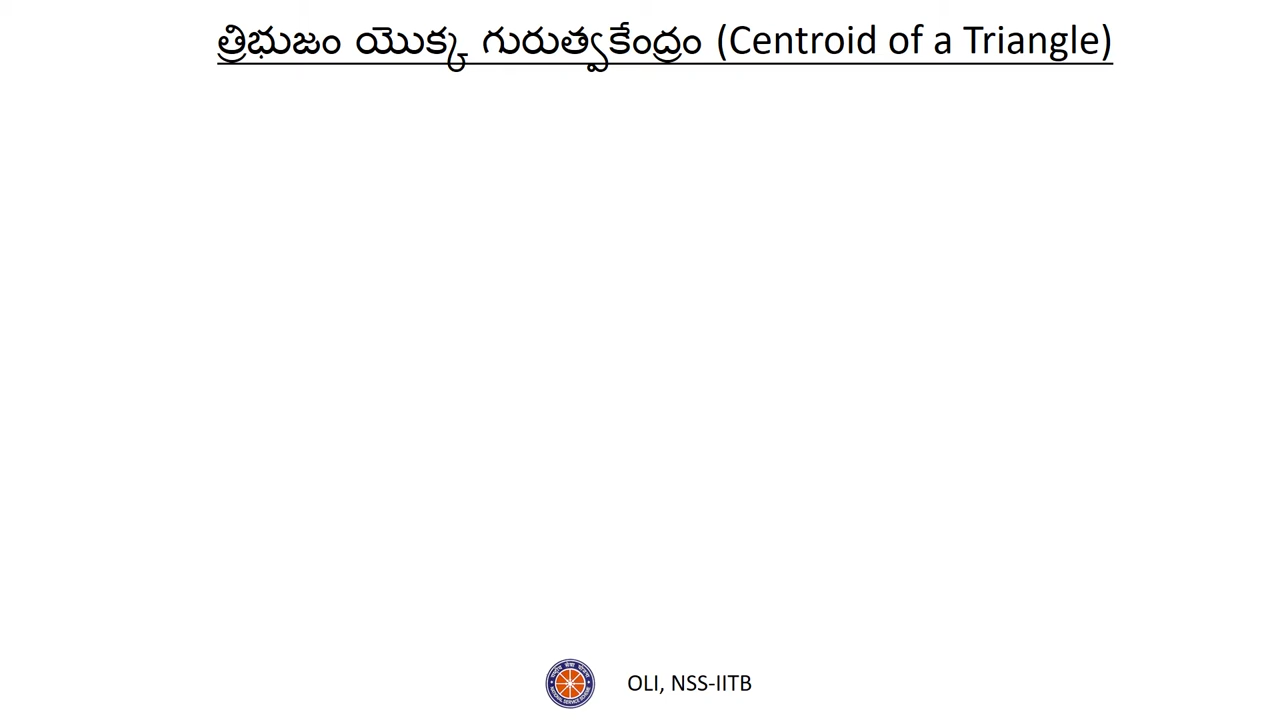 త్రిభుజం యొక్క గురుత్వకేంద్రం (Centroid of a Triangle)
OLI, NSS-IITB